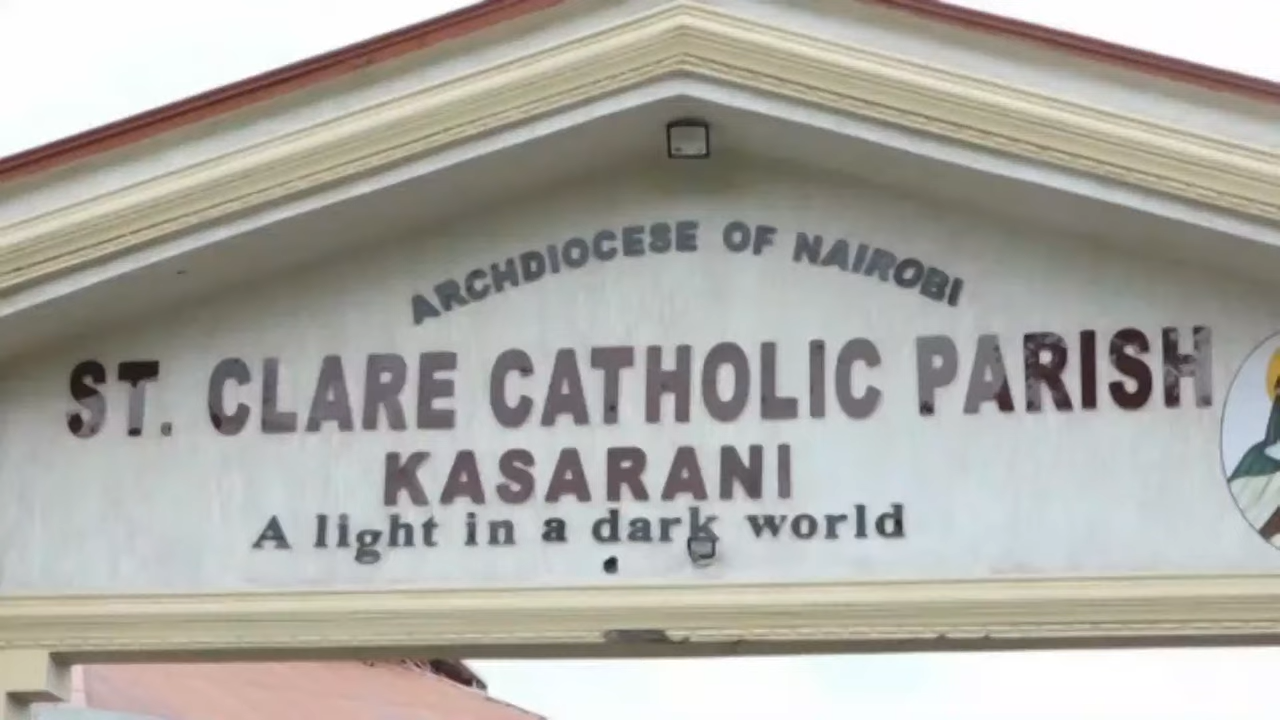 ARCHDIOCESE OF NAIROBI
ST. CLARE CATHOLIC PARISH
KASARANI
A light in a dark world